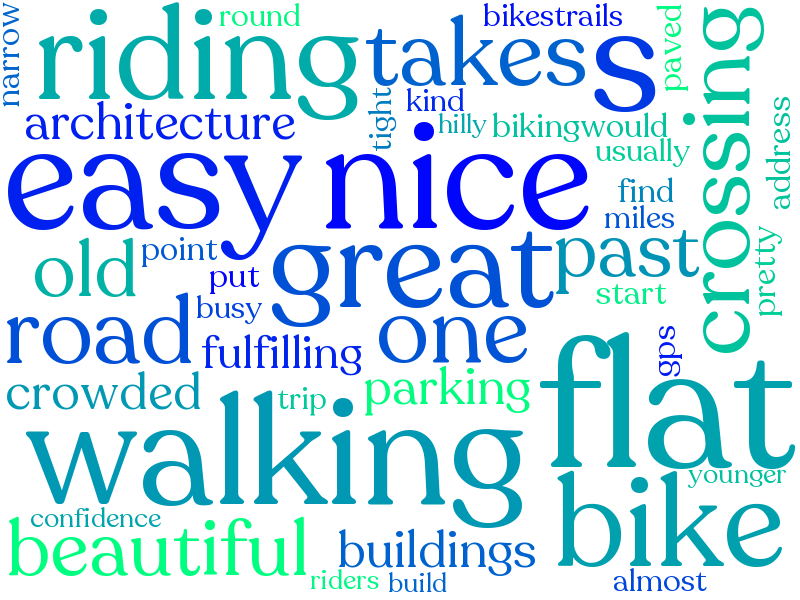 narrow
riding
round
takes
bikestrails
s
paved
crossing
architecture
tight
kind
hilly
bikingwould
usually
address
easy
nice
find
miles
old
point
put
great
past
pretty
start
busy
road
fulfilling
one
gps
crowded
trip
parking
flat
walking
bike
younger
confidence
beautiful
buildings
riders
build
almost